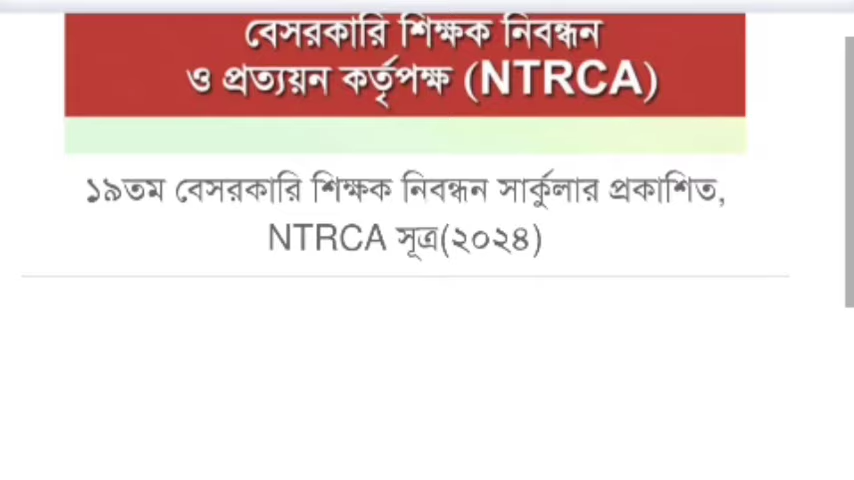 বেসরকারি শিক্ষক নিবন্ধন
ও প্রত্যয়ন কর্তৃপক্ষ (NTRCA)
১৯তম বেসরকারি শিক্ষক নিবন্ধন সার্কুলার প্রকাশিত,
NTRCA সূত্র(২০২৪)